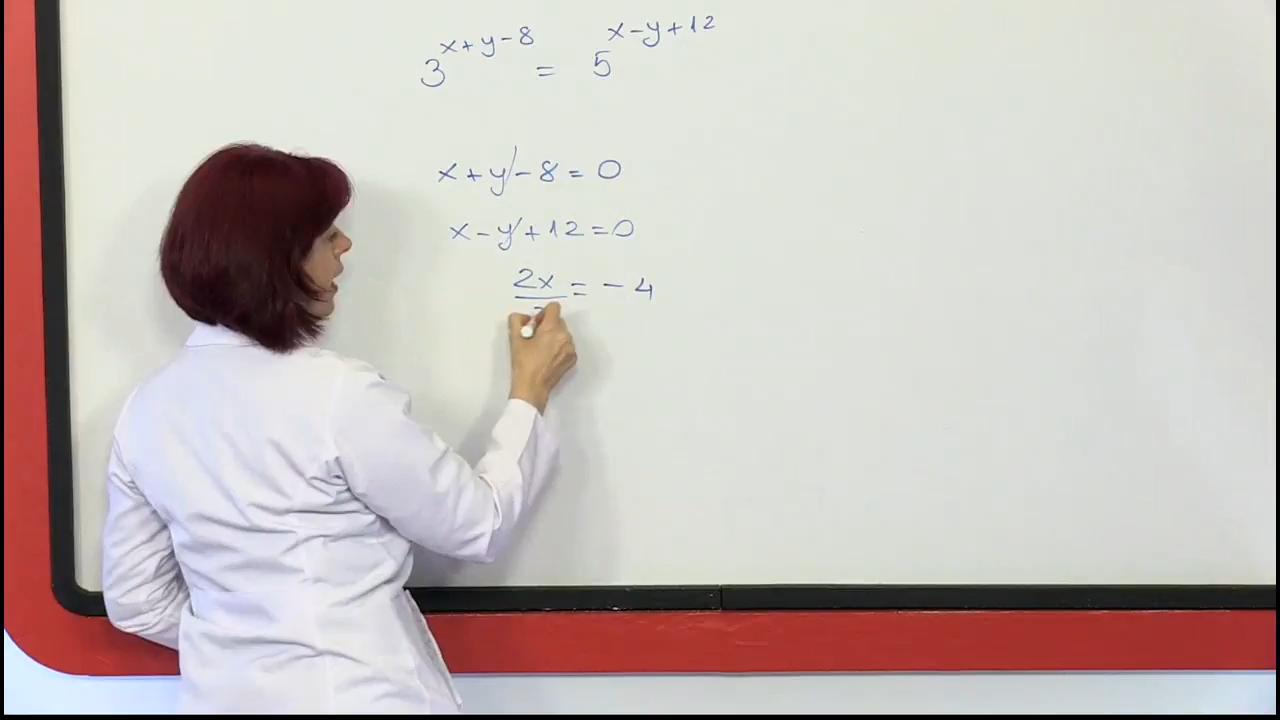 3^{x+y-8} = 5^{x-y+12}
x+y-8=0
x-y+12=0
2x=-4